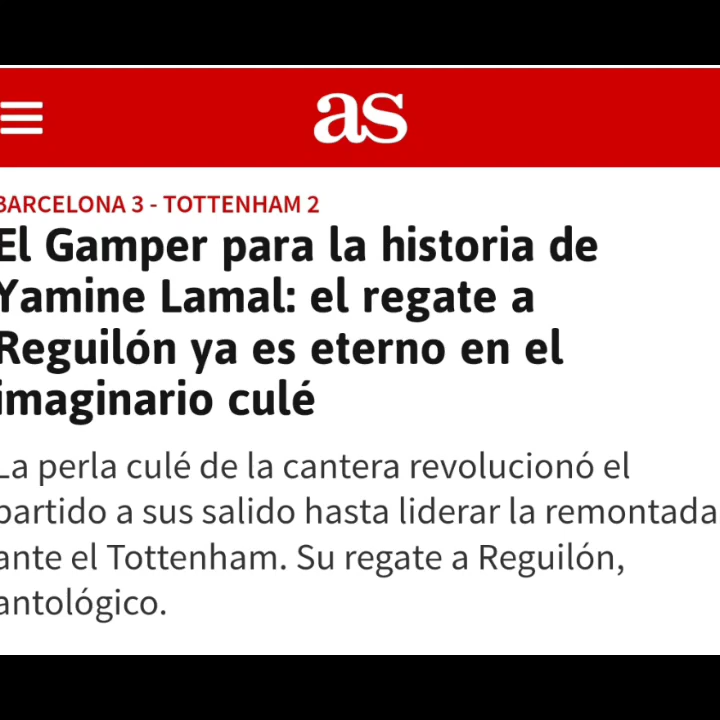 as
BARCELONA 3 - TOTTENHAM 2
El Gamper para la historia de
Yamine Lamal: el regate a
Reguilón ya es eterno en el
imaginario culé
La perla culé de la cantera revolucionó el
partido a sus salido hasta liderar la remontada
ante el Tottenham. Su regate a Reguilón,
antológico.